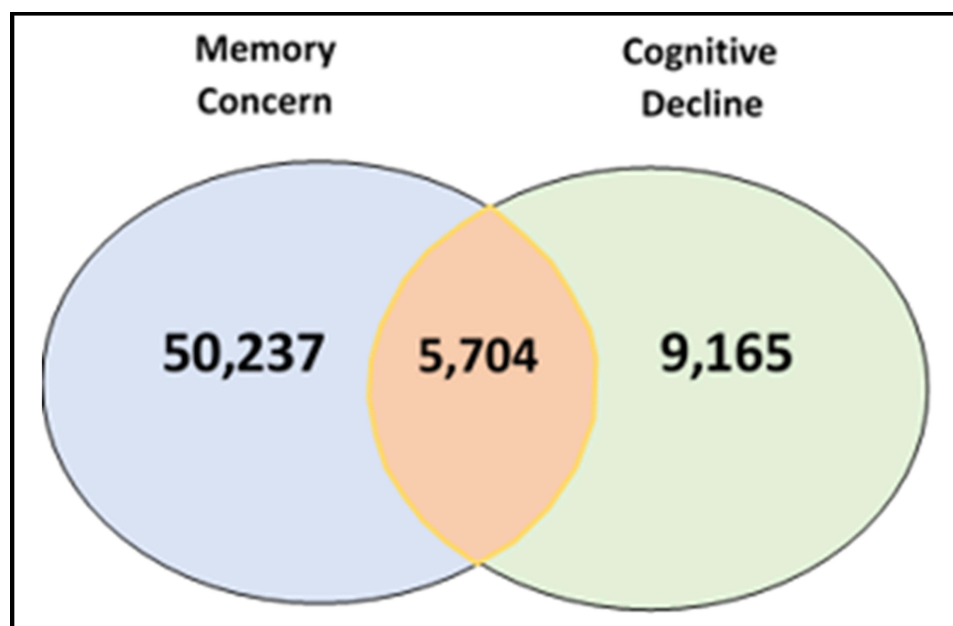 Memory
Concern
Cognitive
Decline
50,237
5,704
9,165